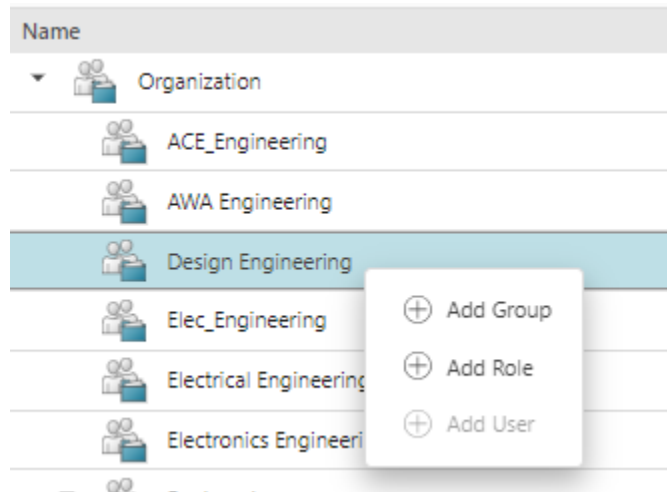 Name
Organization
ACE_Engineering
AWA Engineering
Design Engineering
Add Group
Elec_Engineering
Add Role
Electrical Engineering
Add User
Electronics Engineeri